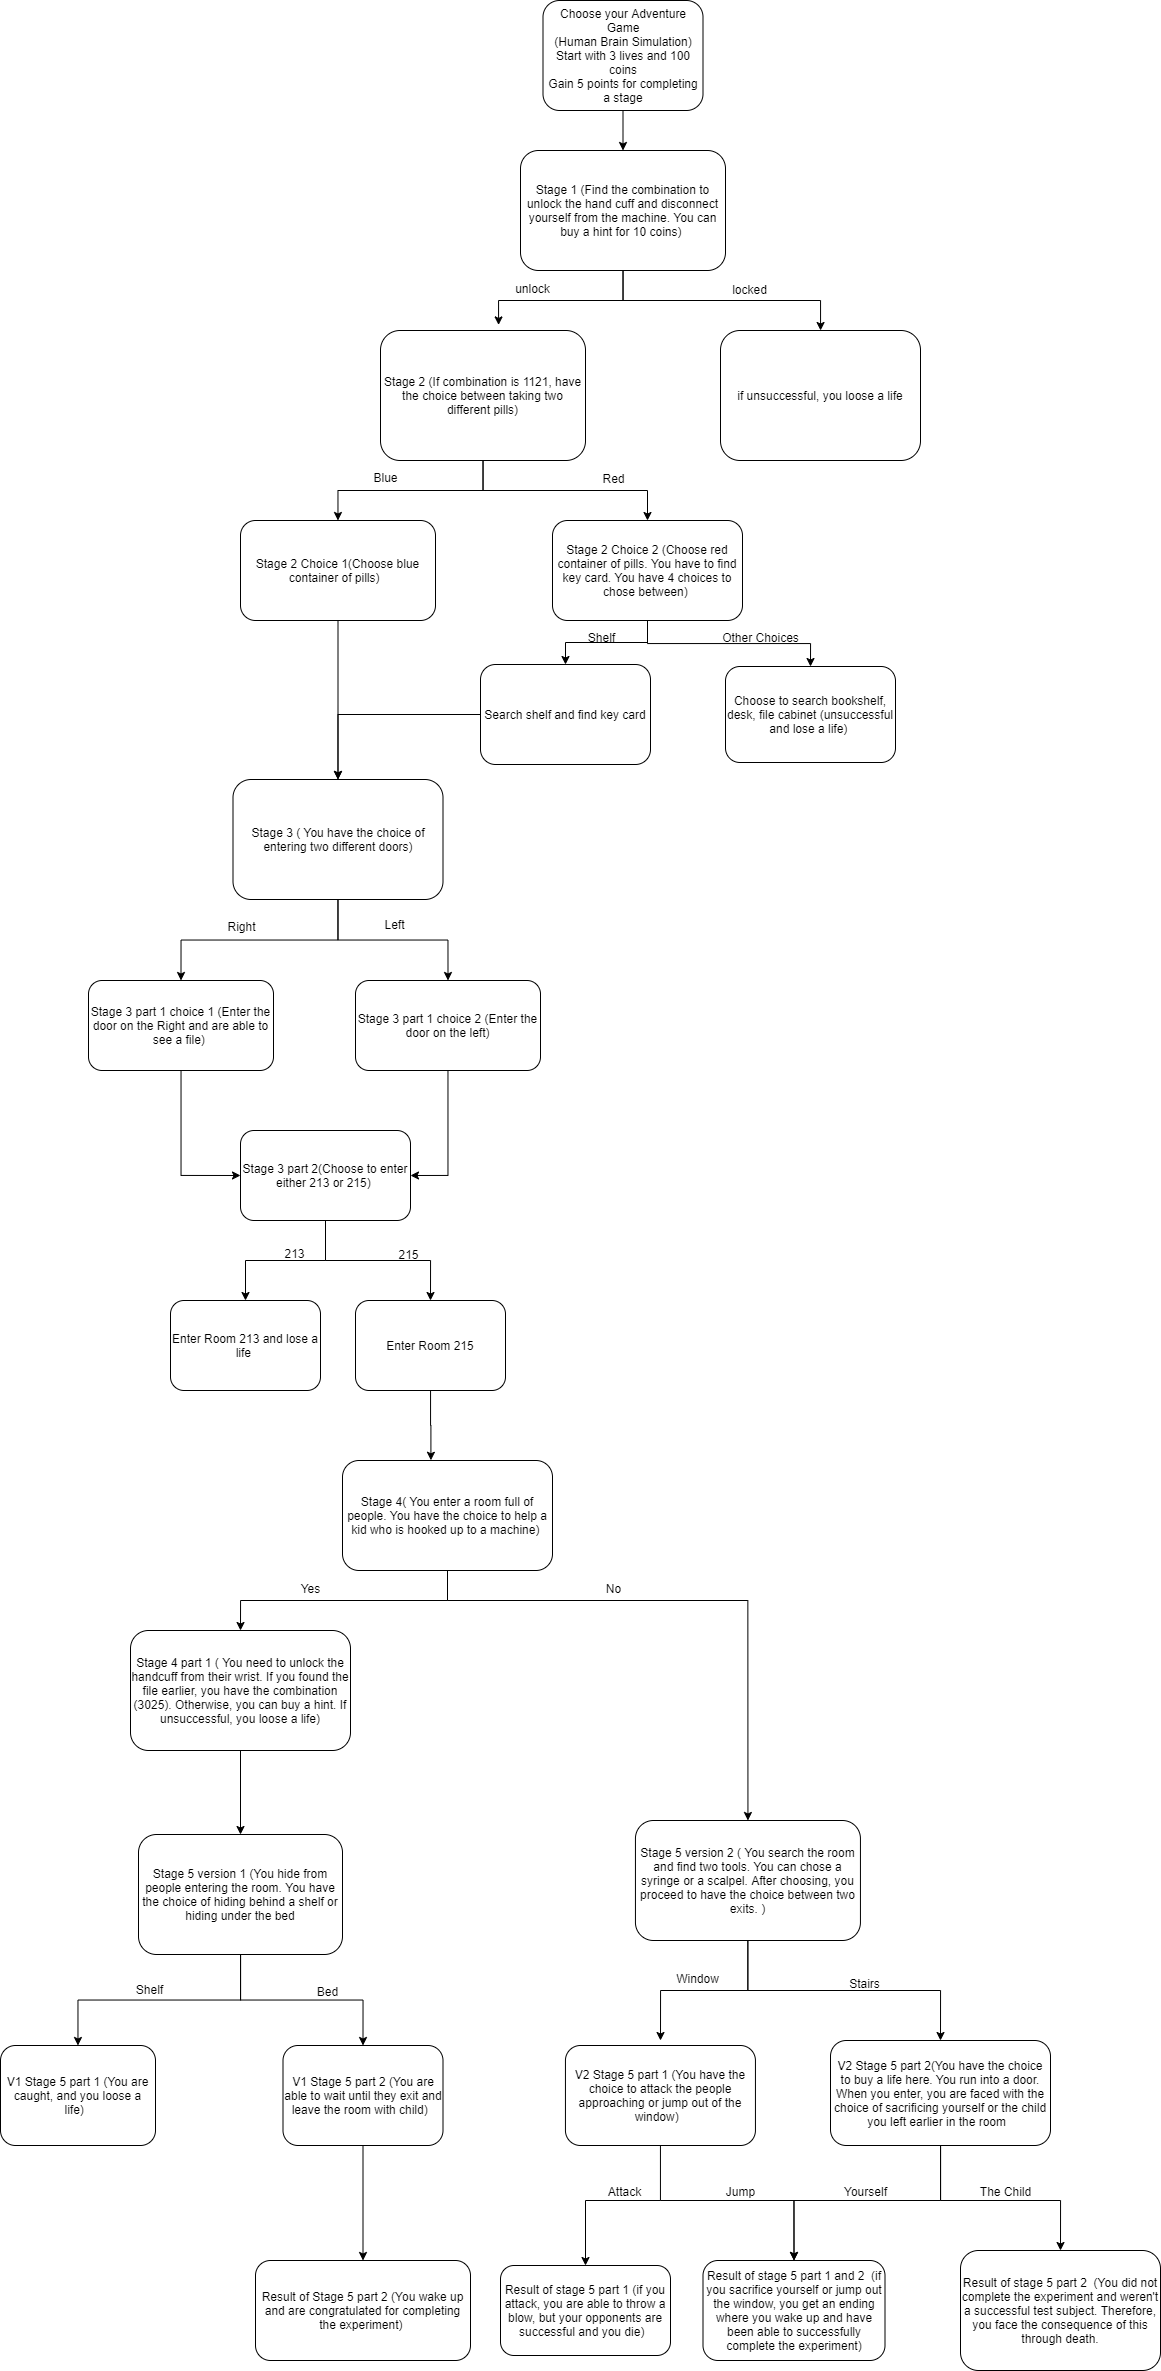 Choose your Adventure
Game
(Human Brain Simulation)
Start with 3 lives and 100
coins
Gain 5 points for completing
a stage
Stage 1 (Find the combination to
unlock the hand cuff and disconnect
yourself from the machine. You can
buy a hint for 10 coins)
unlock
locked
Stage 2 (If combination is 1121, have
the choice between taking two
different pills)
if unsuccessful, you loose a life
Blue
Red
Stage 2 Choice 1(Choose blue
container of pills)
Stage 2 Choice 2 (Choose red
container of pills. You have to find
key card. You have 4 choices to
chose between)
Shelf
Other Choices
Search shelf and find key card
Choose to search bookshelf,
desk, file cabinet (unsuccessful
and lose a life)
Stage 3 ( You have the choice of
entering two different doors)
Right
Left
Stage 3 part 1 choice 1 (Enter the
door on the Right and are able to
see a file)
Stage 3 part 1 choice 2 (Enter the
door on the left)
Stage 3 part 2(Choose to enter
either 213 or 215)
213
215
Enter Room 213 and lose a
life
Enter Room 215
Stage 4( You enter a room full of
people. You have the choice to help a
kid who is hooked up to a machine)
Yes
No
Stage 4 part 1 ( You need to unlock the
handcuff from their wrist. If you found the
file earlier, you have the combination
(3025). Otherwise, you can buy a hint. If
unsuccessful, you loose a life)
Stage 5 version 1 (You hide from
people entering the room. You have
the choice of hiding behind a shelf or
hiding under the bed
Stage 5 version 2 ( You search the room
and find two tools. You can chose a
syringe or a scalpel. After choosing, you
proceed to have the choice between two
exits. )
Shelf
Bed
Window
Stairs
V1 Stage 5 part 1 (You are
caught, and you loose a
life)
V1 Stage 5 part 2 (You are
able to wait until they exit and
leave the room with child)
V2 Stage 5 part 1 (You have the
choice to attack the people
approaching or jump out of the
window)
V2 Stage 5 part 2(You have the choice
to buy a life here. You run into a door.
When you enter, you are faced with the
choice of sacrificing yourself or the child
you left earlier in the room
Attack
Jump
Yourself
The Child
Result of Stage 5 part 2 (You wake up
and are congratulated for completing
the experiment)
Result of stage 5 part 1 (if you
attack, you are able to throw a
blow, but your opponents are
successful and you die)
Result of stage 5 part 1 and 2  (if
you sacrifice yourself or jump out
the window, you get an ending
where you wake up and have
been able to successfully
complete the experiment)
Result of stage 5 part 2  (You did not
complete the experiment and weren't
a successful test subject. Therefore,
you face the consequence of this
through death.